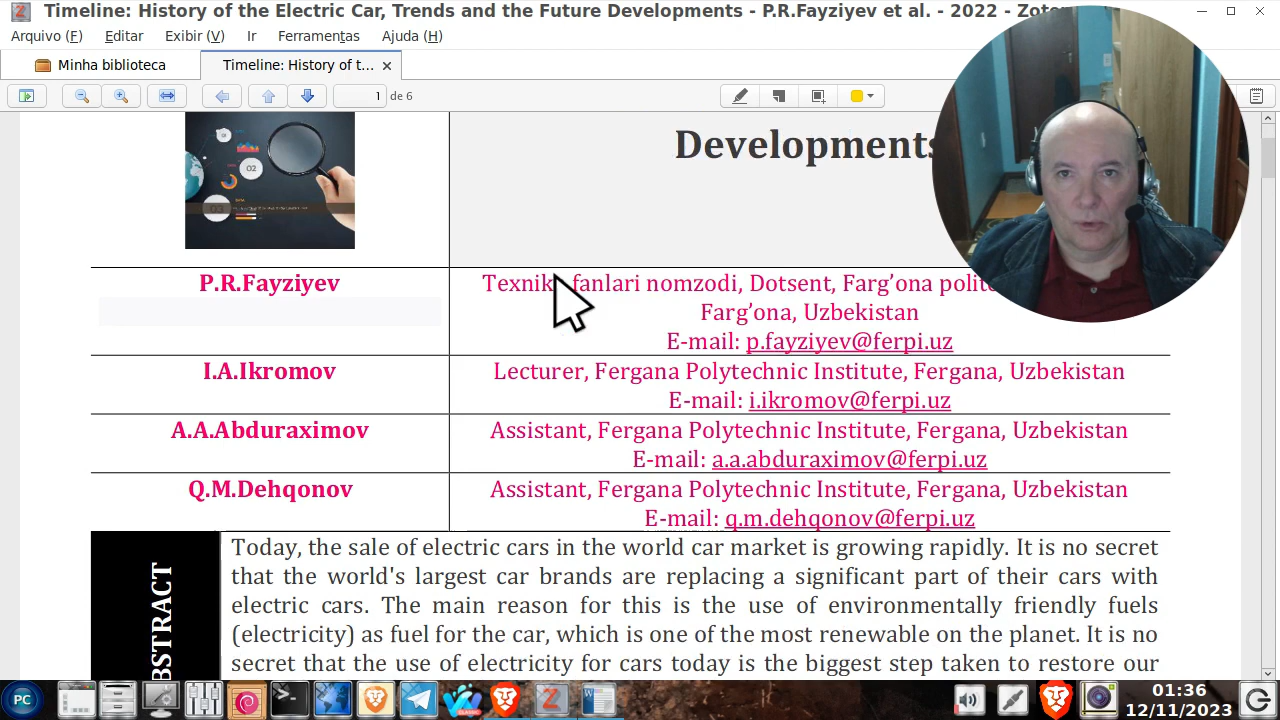 Timeline: History of the Electric Car, Trends and the Future Developments - P.R.Fayziyev et al. - 2022 - Zot
Arquivo (F) Editar Exibir (V) Ir Ferramentas Ajuda (H)
Minha biblioteca Timeline: History of t...
1 de 6
02
Developments
P.R.Fayziyev
Texnika fanlari nomzodi, Dotsent, Farg’ona polite
Farg’ona, Uzbekistan
E-mail: p.fayziyev@ferpi.uz
I.A.Ikromov
Lecturer, Fergana Polytechnic Institute, Fergana, Uzbekistan
E-mail: i.ikromov@ferpi.uz
A.A.Abduraximov
Assistant, Fergana Polytechnic Institute, Fergana, Uzbekistan
E-mail: a.a.abduraximov@ferpi.uz
Q.M.Dehqonov
Assistant, Fergana Polytechnic Institute, Fergana, Uzbekistan
E-mail: q.m.dehqonov@ferpi.uz
BSTRACT
Today, the sale of electric cars in the world car market is growing rapidly. It is no secret
that the world's largest car brands are replacing a significant part of their cars with
electric cars. The main reason for this is the use of environmentally friendly fuels
(electricity) as fuel for the car, which is one of the most renewable on the planet. It is no
secret that the use of electricity for cars today is the biggest step taken to restore our
PC
01:36
12/11/2023